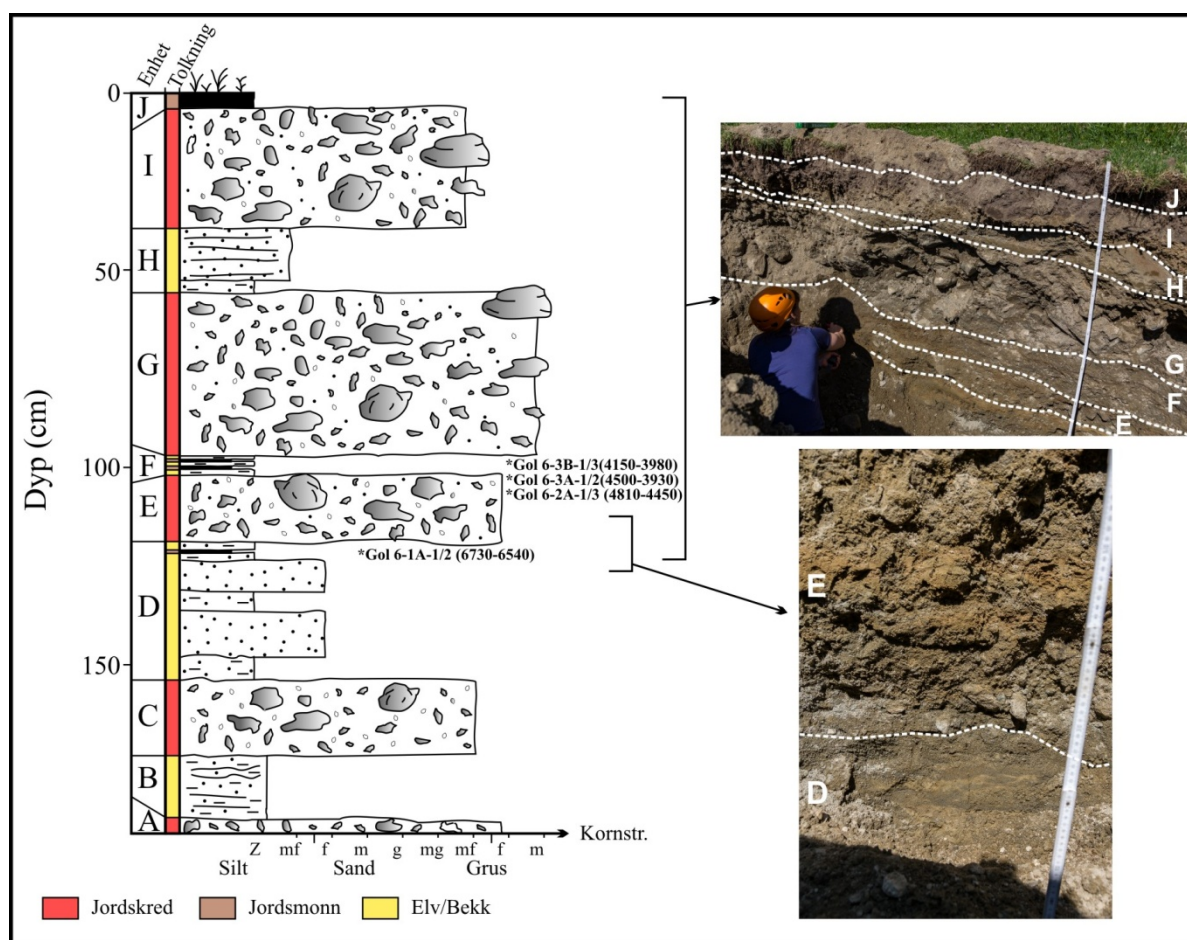 Enhet
Tolkning
0
50
100
150
Dyp (cm)
J
I
H
G
F
E
D
C
B
A
*Gol 6-3B-1/3(4150-3980)
*Gol 6-3A-1/2(4500-3930)
*Gol 6-2A-1/3 (4810-4450)
*Gol 6-1A-1/2 (6730-6540)
Z mf f m g mg mf f m
Kornstr.
Silt Sand Grus
Jordskred Jordsmonn Elv/Bekk
J
I
H
G
F
E
E
D